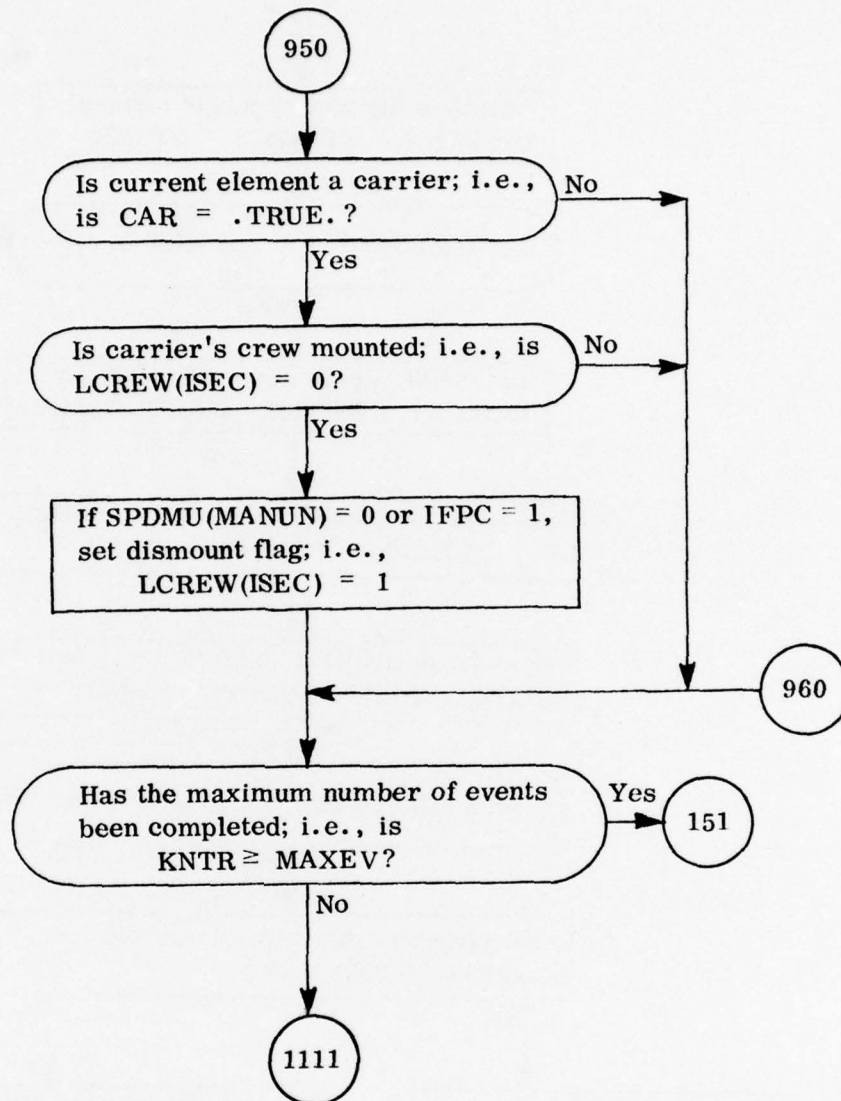 950
Is current element a carrier; i.e.,
is CAR = .TRUE.?
No
Yes
Is carrier's crew mounted; i.e., is
LCREW(ISEC) = 0?
No
Yes
If SPDMU(MANUN) = 0 or IFPC = 1,
set dismount flag; i.e.,
LCREW(ISEC) = 1
960
Has the maximum number of events
been completed; i.e., is
KNTR ≥ MAXEV?
Yes
151
No
1111